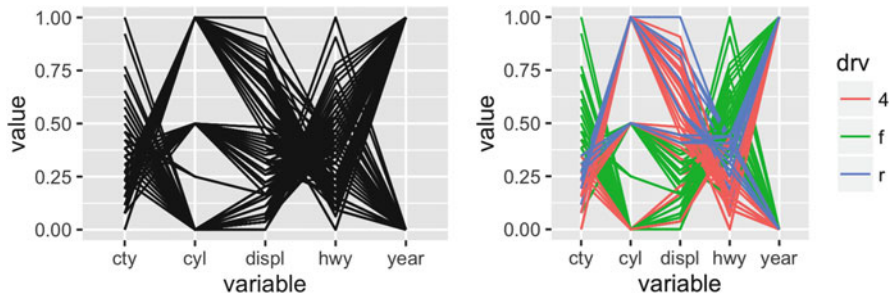 1.00
0.75
0.50
0.25
0.00
value
cty cyl displ hwy year
variable
1.00
0.75
0.50
0.25
0.00
value
cty cyl displ hwy year
variable
drv
4
f
r